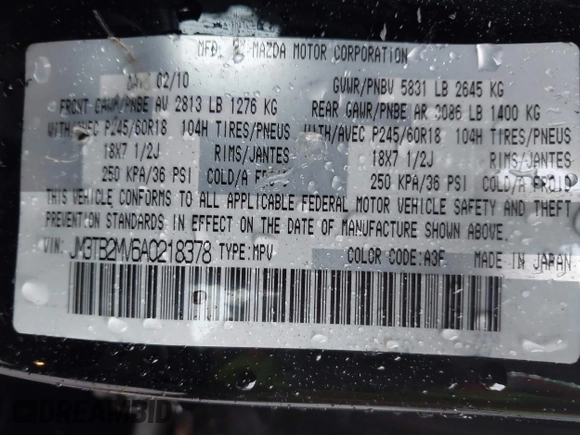 MFD. BY MAZDA MOTOR CORPORATION
DATE 02/10 GVWR/PNBV 5831 LB 2645 KG
FRONT GAWR/PNBE AV 2813 LB 1276 KG REAR GAWR/PNBE AR 3086 LB 1400 KG
WITH/AVEC P245/60R18 104H TIRES/PNEUS WITH/AVEC P245/60R18 104H TIRES/PNEUS
18X7 1/2J RIMS/JANTES 18X7 1/2J RIMS/JANTES
250 KPA/36 PSI COLD/A FROID 250 KPA/36 PSI COLD/A FROID
THIS VEHICLE CONFORMS TO ALL APPLICABLE FEDERAL MOTOR VEHICLE SAFETY AND THEFT
PREVENTION STANDARDS IN EFFECT ON THE DATE OF MANUFACTURE SHOWN ABOVE.
VIN: JM3TB2MV6A0218378 TYPE:MPV COLOR CODE: A3F MADE IN JAPAN
DREAMBID